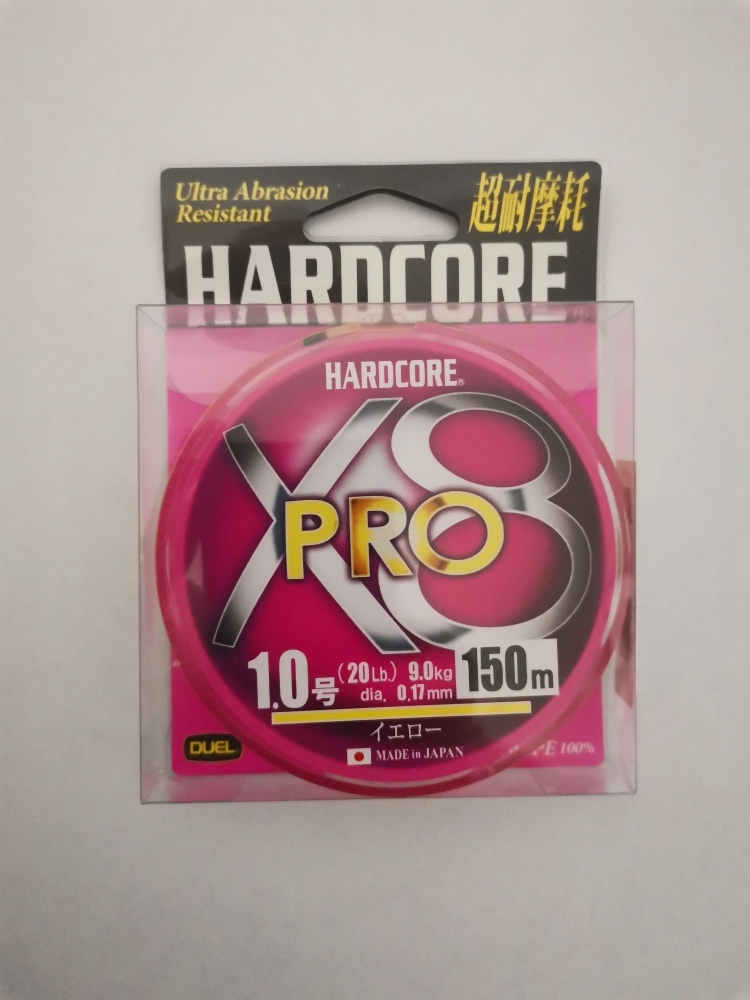 Ultra Abrasion
Resistant
超耐摩耗
HARDCORE
HARDCORE®
X8
PRO
1.0号 (20Lb.) 9.0kg
dia. 0.17mm
150m
イエロー
MADE in JAPAN
DUEL
PE 100%